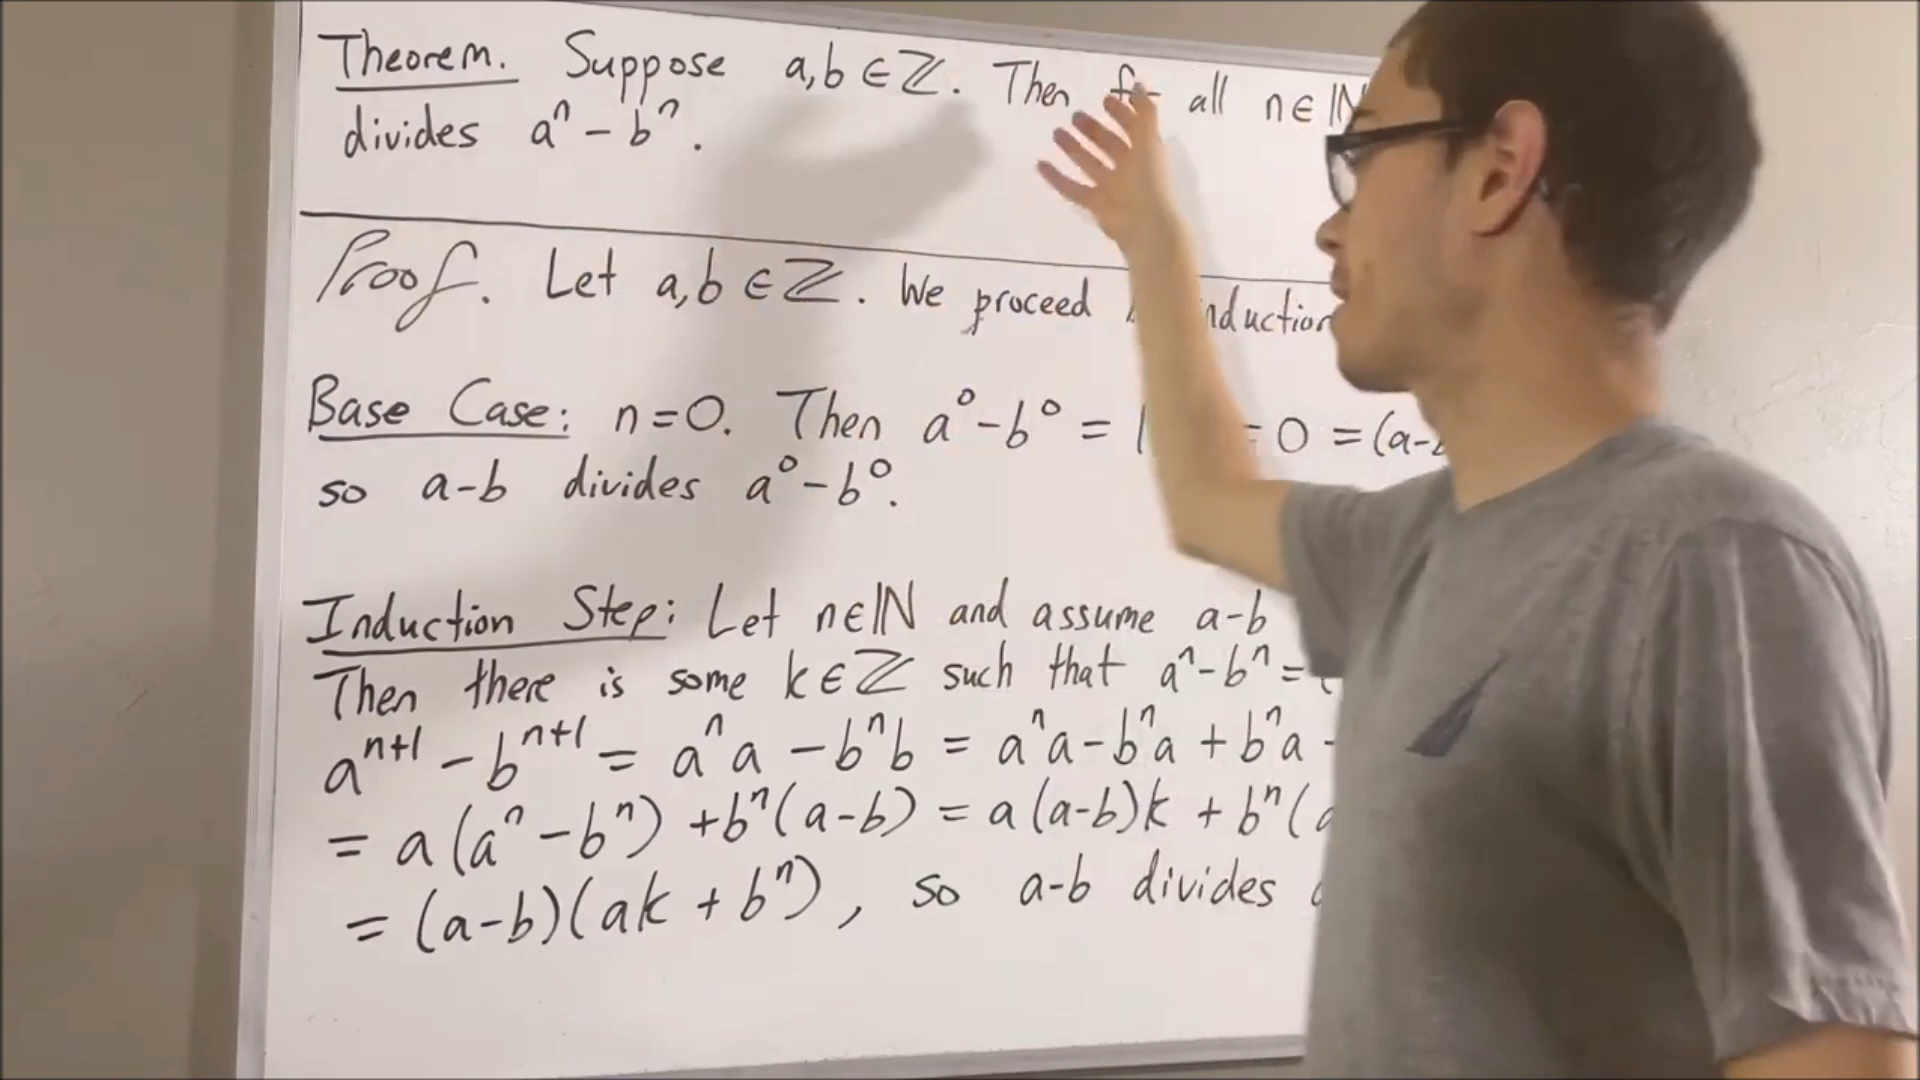 Theorem. Suppose a,b ∈ ℤ. Then for all n ∈ ℕ
divides aⁿ - bⁿ.
Proof. Let a,b ∈ ℤ. We proceed induction
Base Case: n=0. Then a⁰-b⁰ = = 0 = (a-
so a-b divides a⁰-b⁰.
Induction Step: Let n∈ℕ and assume a-b
Then there is some k∈ℤ such that aⁿ-bⁿ =
aⁿ⁺¹ - bⁿ⁺¹ = aⁿa - bⁿb = aⁿa - bⁿa + bⁿa -
= a(aⁿ - bⁿ) + bⁿ(a-b) = a(a-b)k + bⁿ(
= (a-b)(ak + bⁿ), so a-b divides